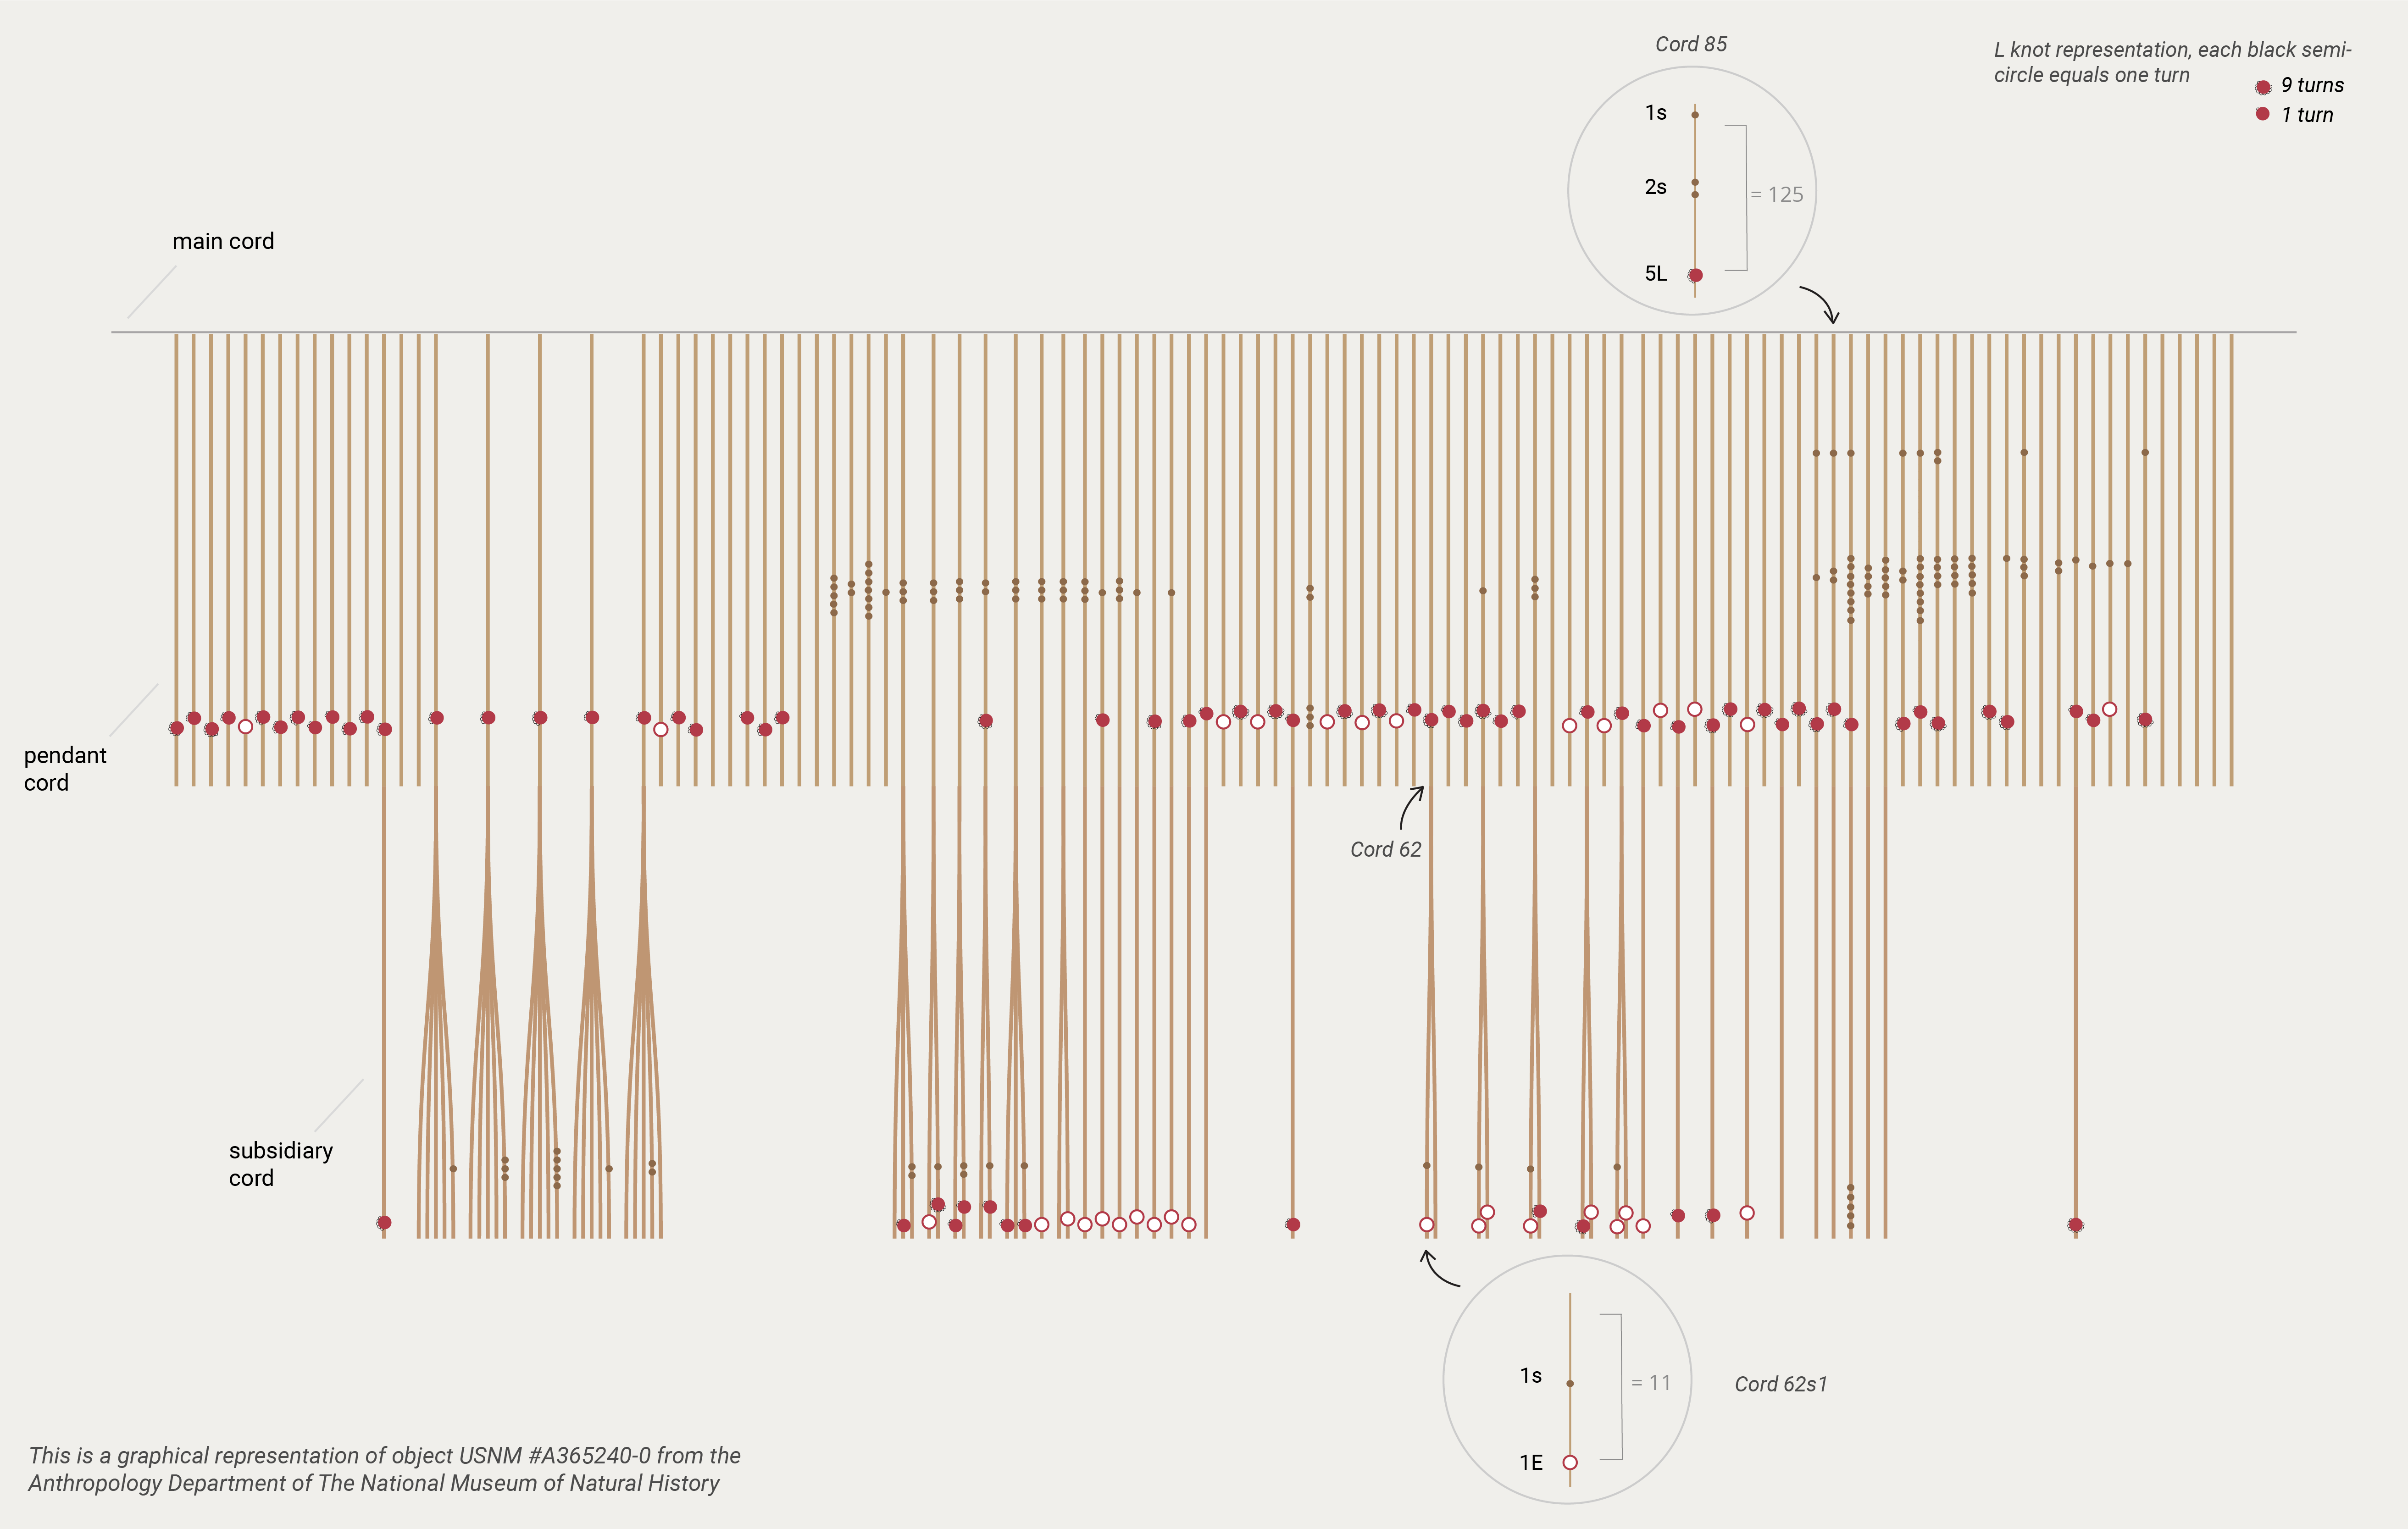 Cord 85
L knot representation, each black semi-
circle equals one turn
9 turns
1 turn
1s
2s
= 125
5L
main cord
pendant
cord
Cord 62
subsidiary
cord
1s
= 11
Cord 62s1
1E
This is a graphical representation of object USNM #A365240-0 from the
Anthropology Department of The National Museum of Natural History